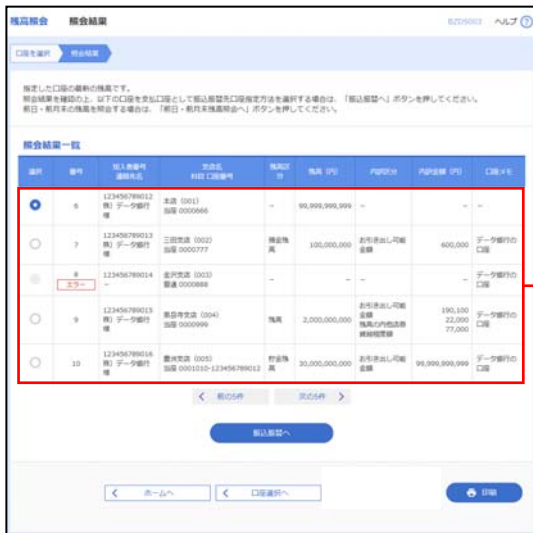 残高照会 照会結果 BZDS003 ヘルプ ?
口座を選択 照会結果
指定した口座の最新の残高です。
照会結果を確認の上、以下の口座を支払口座として振込振替先口座指定方法を選択する場合は、「振込振替へ」ボタンを押してください。
前日・前月末の残高を照会する場合は、「前日・前月末残高照会へ」ボタンを押してください。
照会結果一覧
選択 番号 加入者番号 連絡先名 支店名 科目 口座番号 残高区分 残高（円） 内訳区分 内訳金額（円） 口座メモ
6 123456789012 株）データ銀行様 本店（001） 当座 0000666 － 99,999,999,999 － － －
7 123456789013 株）データ銀行様 三田支店（002） 当座 0000777 預金残高 100,000,000 お引き出し可能金額 600,000 データ銀行の口座
8 エラー 123456789014 － 金沢支店（003） 普通 0000888 － － － － データ銀行の口座
9 123456789015 株）データ銀行様 泉岳寺支店（004） 当座 0000999 残高 2,000,000,000 お引き出し可能金額 190,100 22,000 77,000 データ銀行の口座
10 123456789016 株）データ銀行様 豊洲支店（005） 当座 0001010-123456789012 貯金残高 30,000,000,000 お引き出し可能金額 99,999,999,999 データ銀行の口座
前の5件 次の5件
振込振替へ
ホームへ 口座選択へ 印刷